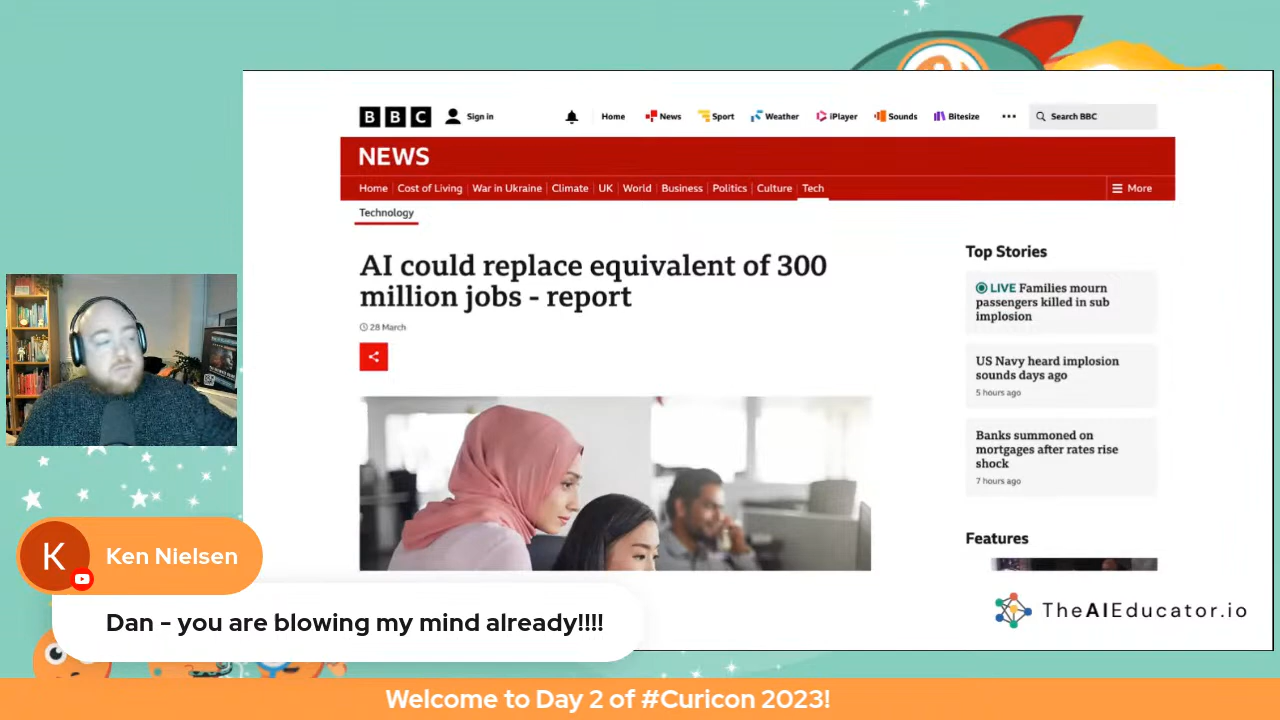 BBC
Sign in
Home
News
Sport
Weather
iPlayer
Sounds
Bitesize
Search BBC
NEWS
Home
Cost of Living
War in Ukraine
Climate
UK
World
Business
Politics
Culture
Tech
More
Technology
AI could replace equivalent of 300
million jobs - report
28 March
Top Stories
LIVE Families mourn
passengers killed in sub
implosion
US Navy heard implosion
sounds days ago
5 hours ago
Banks summoned on
mortgages after rates rise
shock
7 hours ago
Features
K
Ken Nielsen
Dan - you are blowing my mind already!!!!
TheAIEducator.io
Welcome to Day 2 of #Curicon 2023!